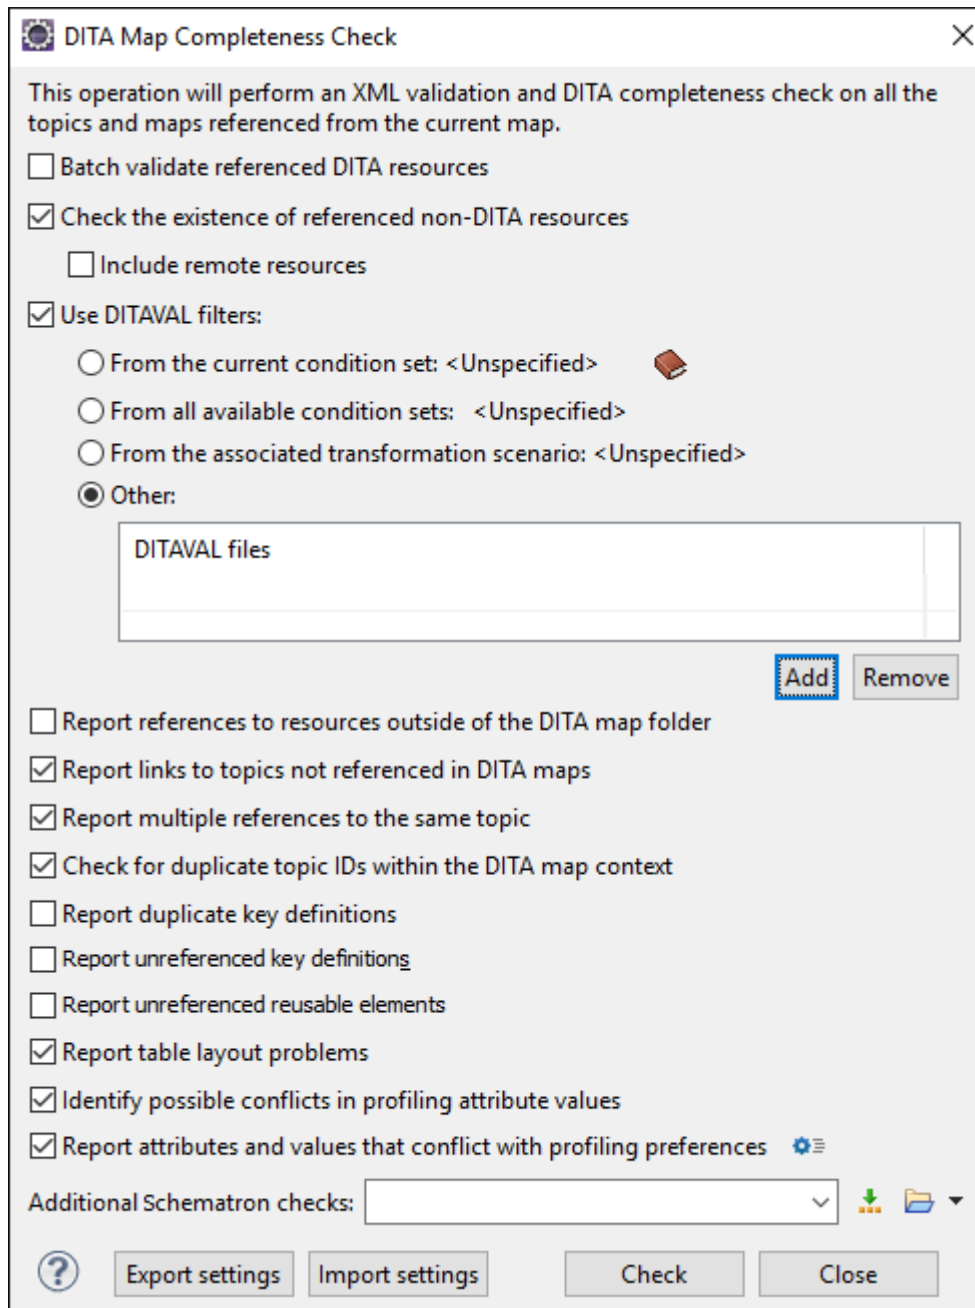 DITA Map Completeness Check
This operation will perform an XML validation and DITA completeness check on all the
topics and maps referenced from the current map.
Batch validate referenced DITA resources
Check the existence of referenced non-DITA resources
Include remote resources
Use DITAVAL filters:
From the current condition set: <Unspecified>
From all available condition sets: <Unspecified>
From the associated transformation scenario: <Unspecified>
Other:
DITAVAL files
Add Remove
Report references to resources outside of the DITA map folder
Report links to topics not referenced in DITA maps
Report multiple references to the same topic
Check for duplicate topic IDs within the DITA map context
Report duplicate key definitions
Report unreferenced key definitions
Report unreferenced reusable elements
Report table layout problems
Identify possible conflicts in profiling attribute values
Report attributes and values that conflict with profiling preferences
Additional Schematron checks:
? Export settings Import settings Check Close